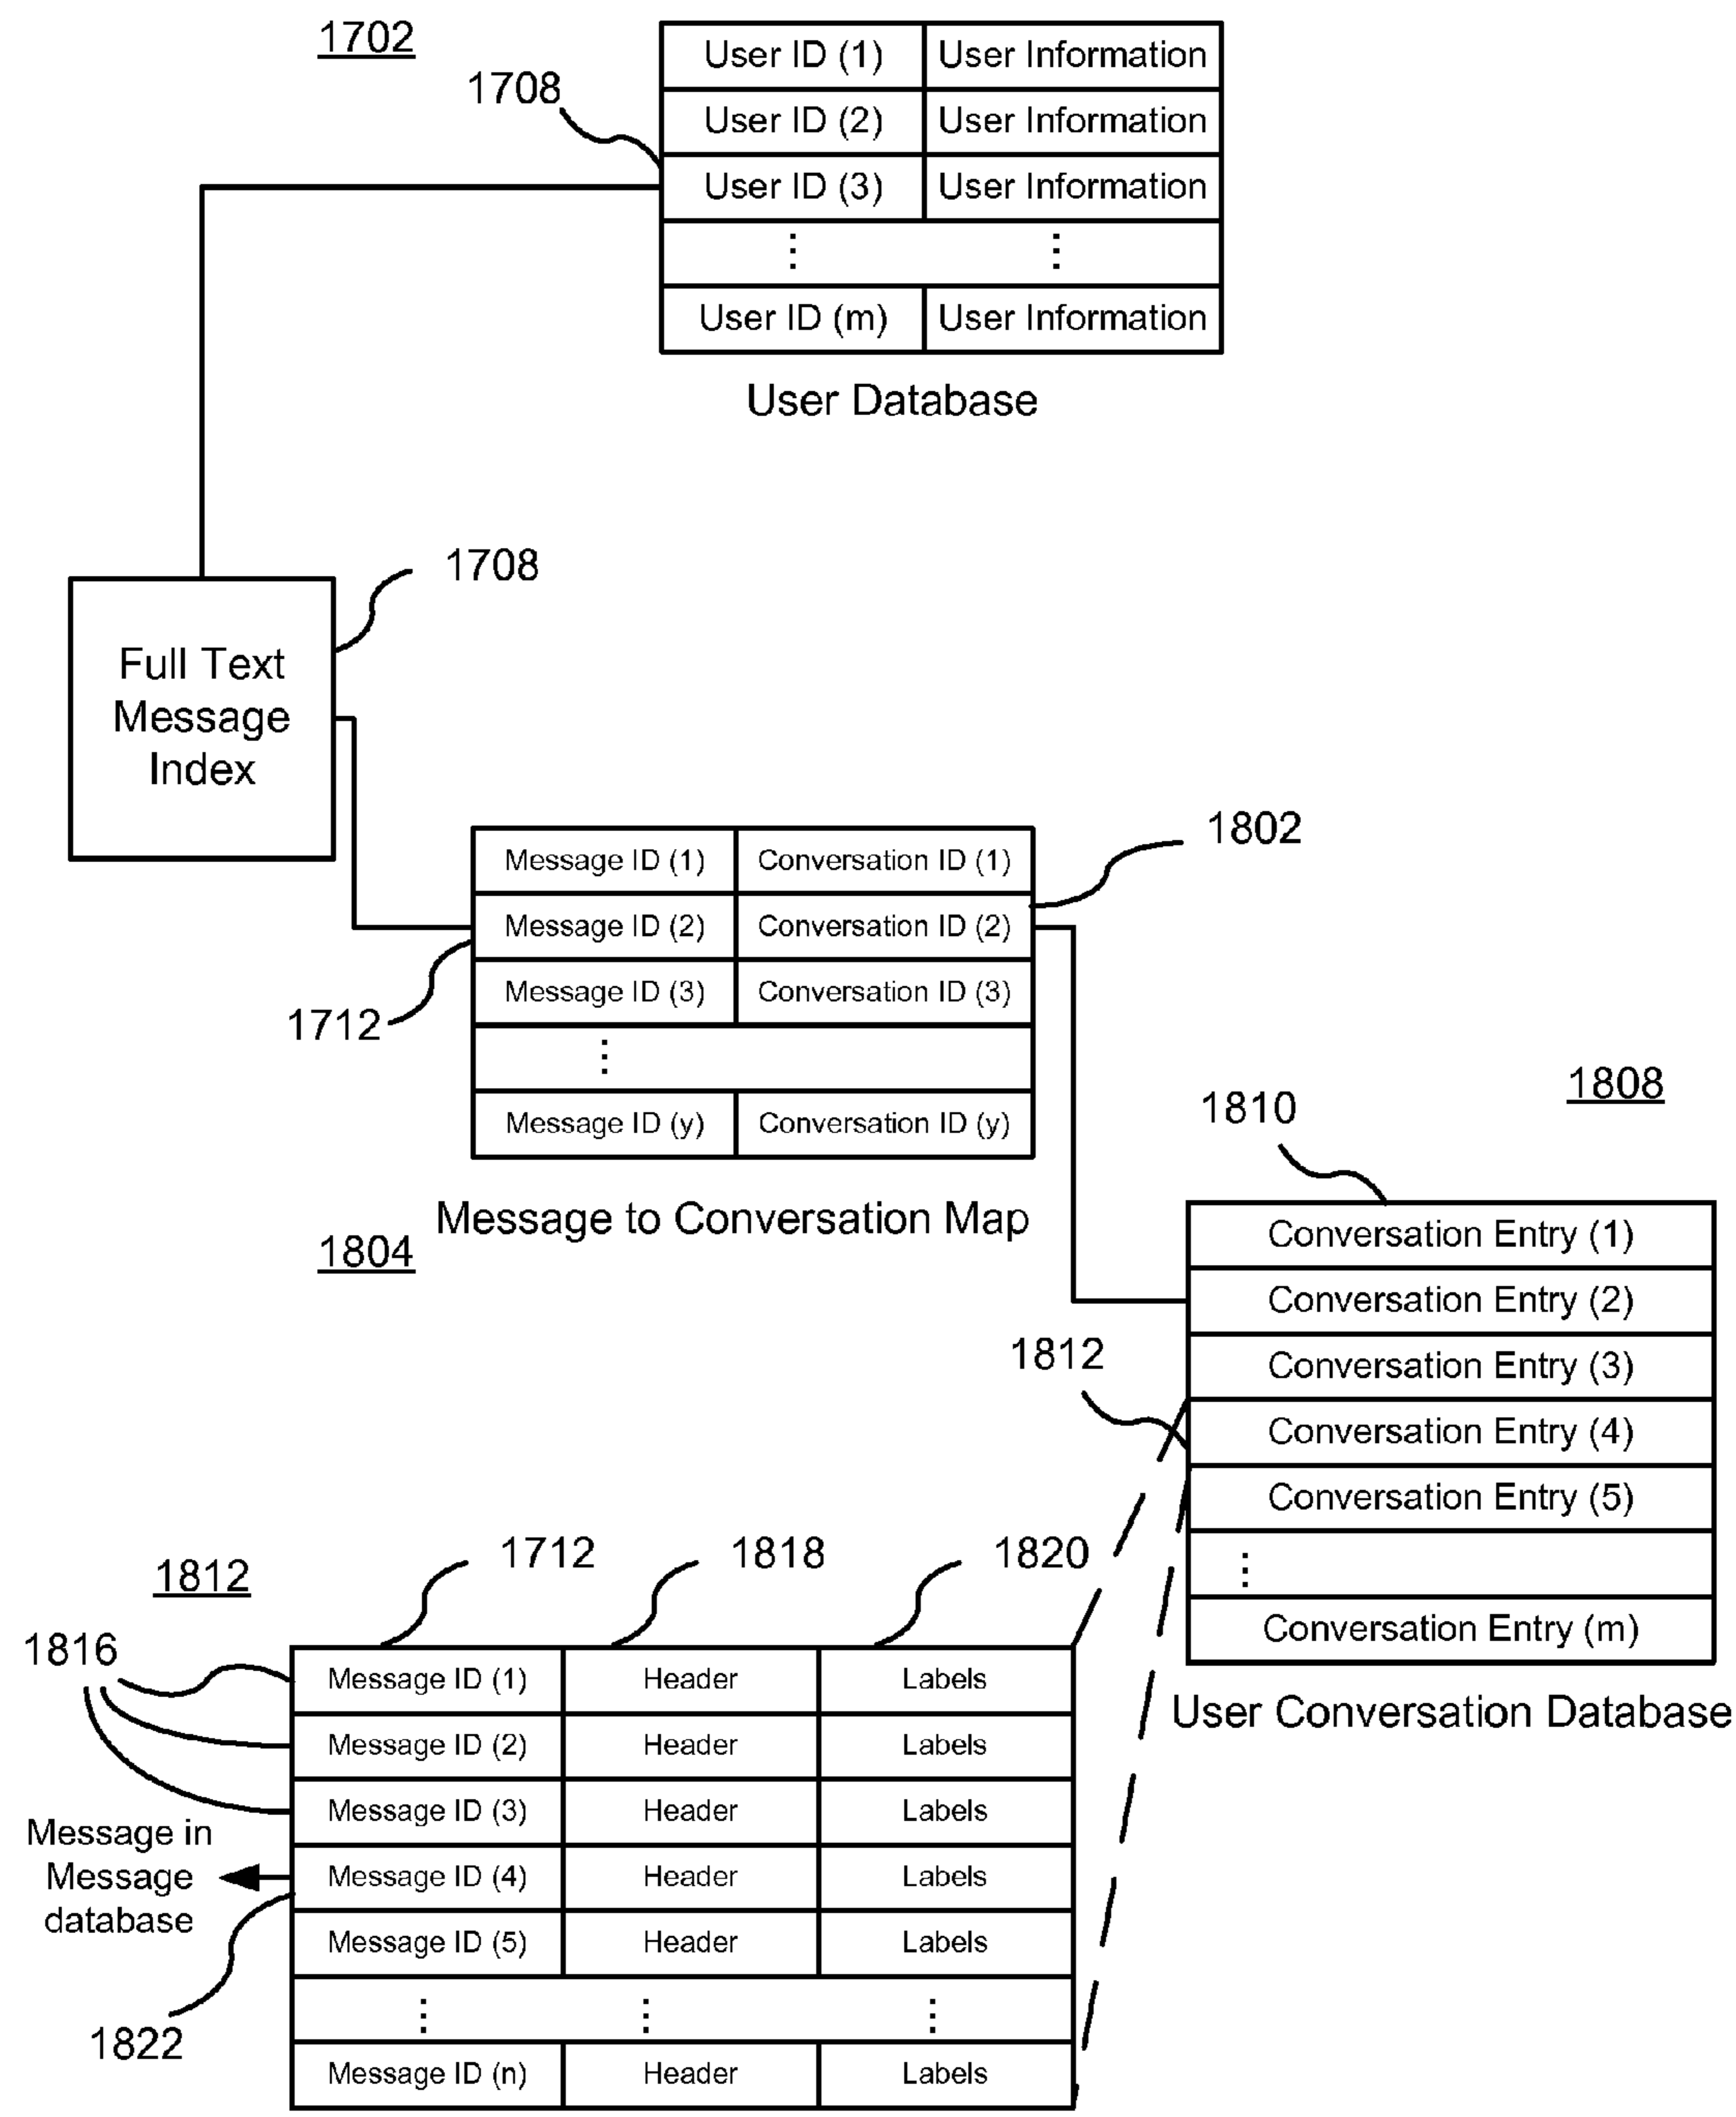 1702
1708
User ID (1) User Information
User ID (2) User Information
User ID (3) User Information
⋮ ⋮
User ID (m) User Information
User Database
1708
Full Text
Message
Index
1802
Message ID (1) Conversation ID (1)
Message ID (2) Conversation ID (2)
Message ID (3) Conversation ID (3)
⋮
Message ID (y) Conversation ID (y)
1712
Message to Conversation Map
1804
1808
1810
Conversation Entry (1)
Conversation Entry (2)
Conversation Entry (3)
Conversation Entry (4)
Conversation Entry (5)
⋮
Conversation Entry (m)
User Conversation Database
1812
1812
1712 1818 1820
1816
Message ID (1) Header Labels
Message ID (2) Header Labels
Message ID (3) Header Labels
Message ID (4) Header Labels
Message ID (5) Header Labels
⋮ ⋮ ⋮
Message ID (n) Header Labels
Message in
Message
database
1822